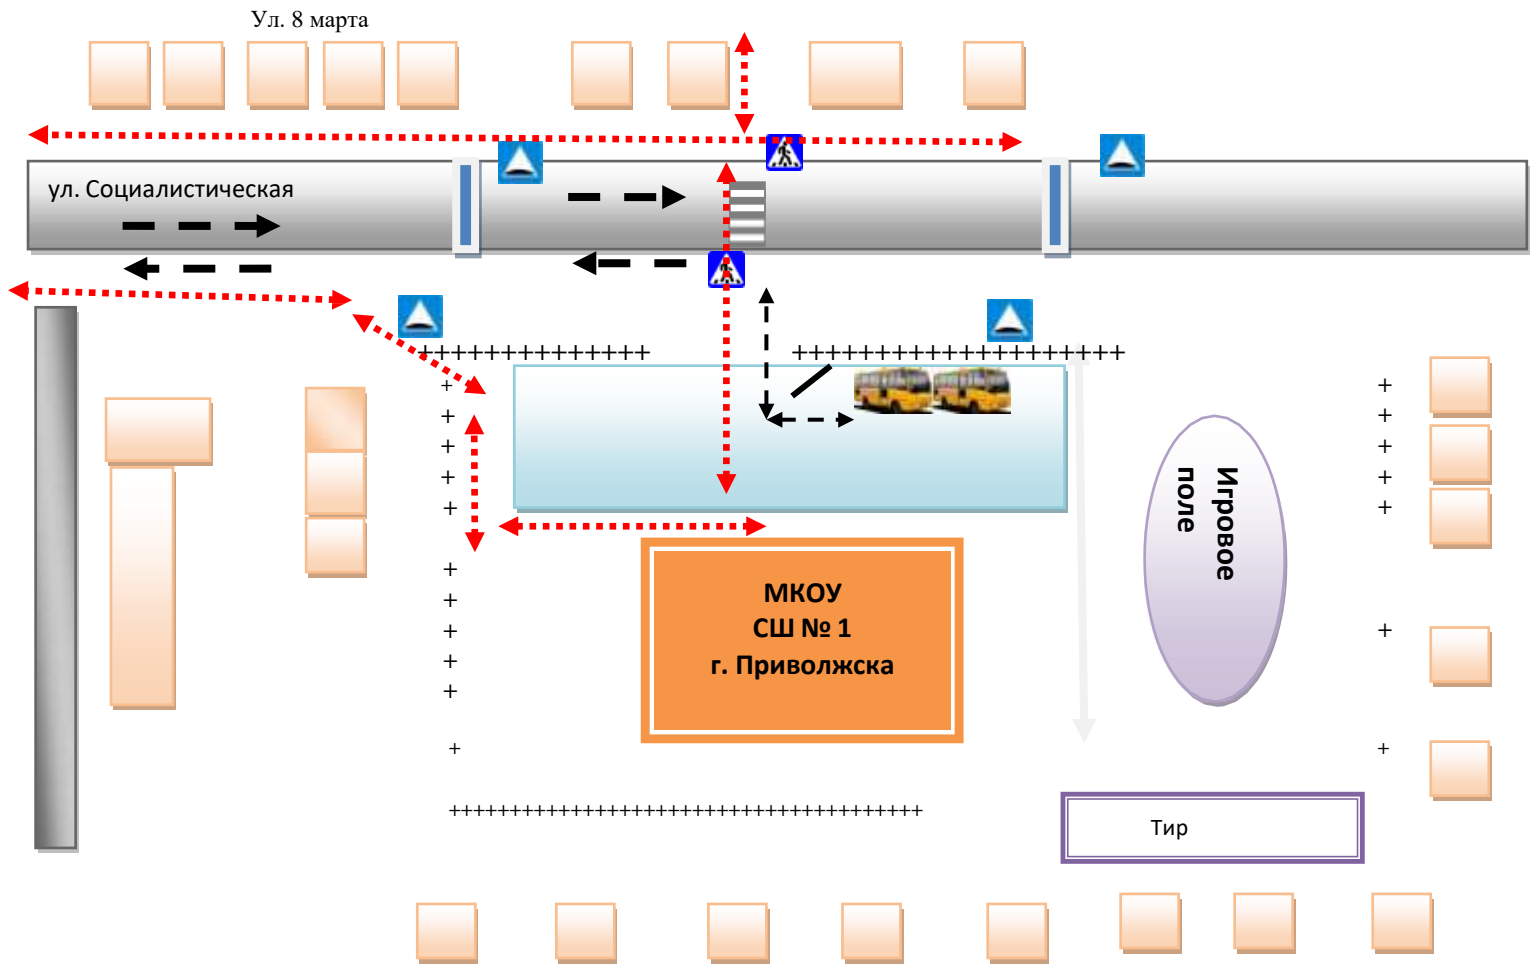 Ул. 8 марта
ул. Социалистическая
Игровое
поле
МКОУ
СШ № 1
г. Приволжска
Тир